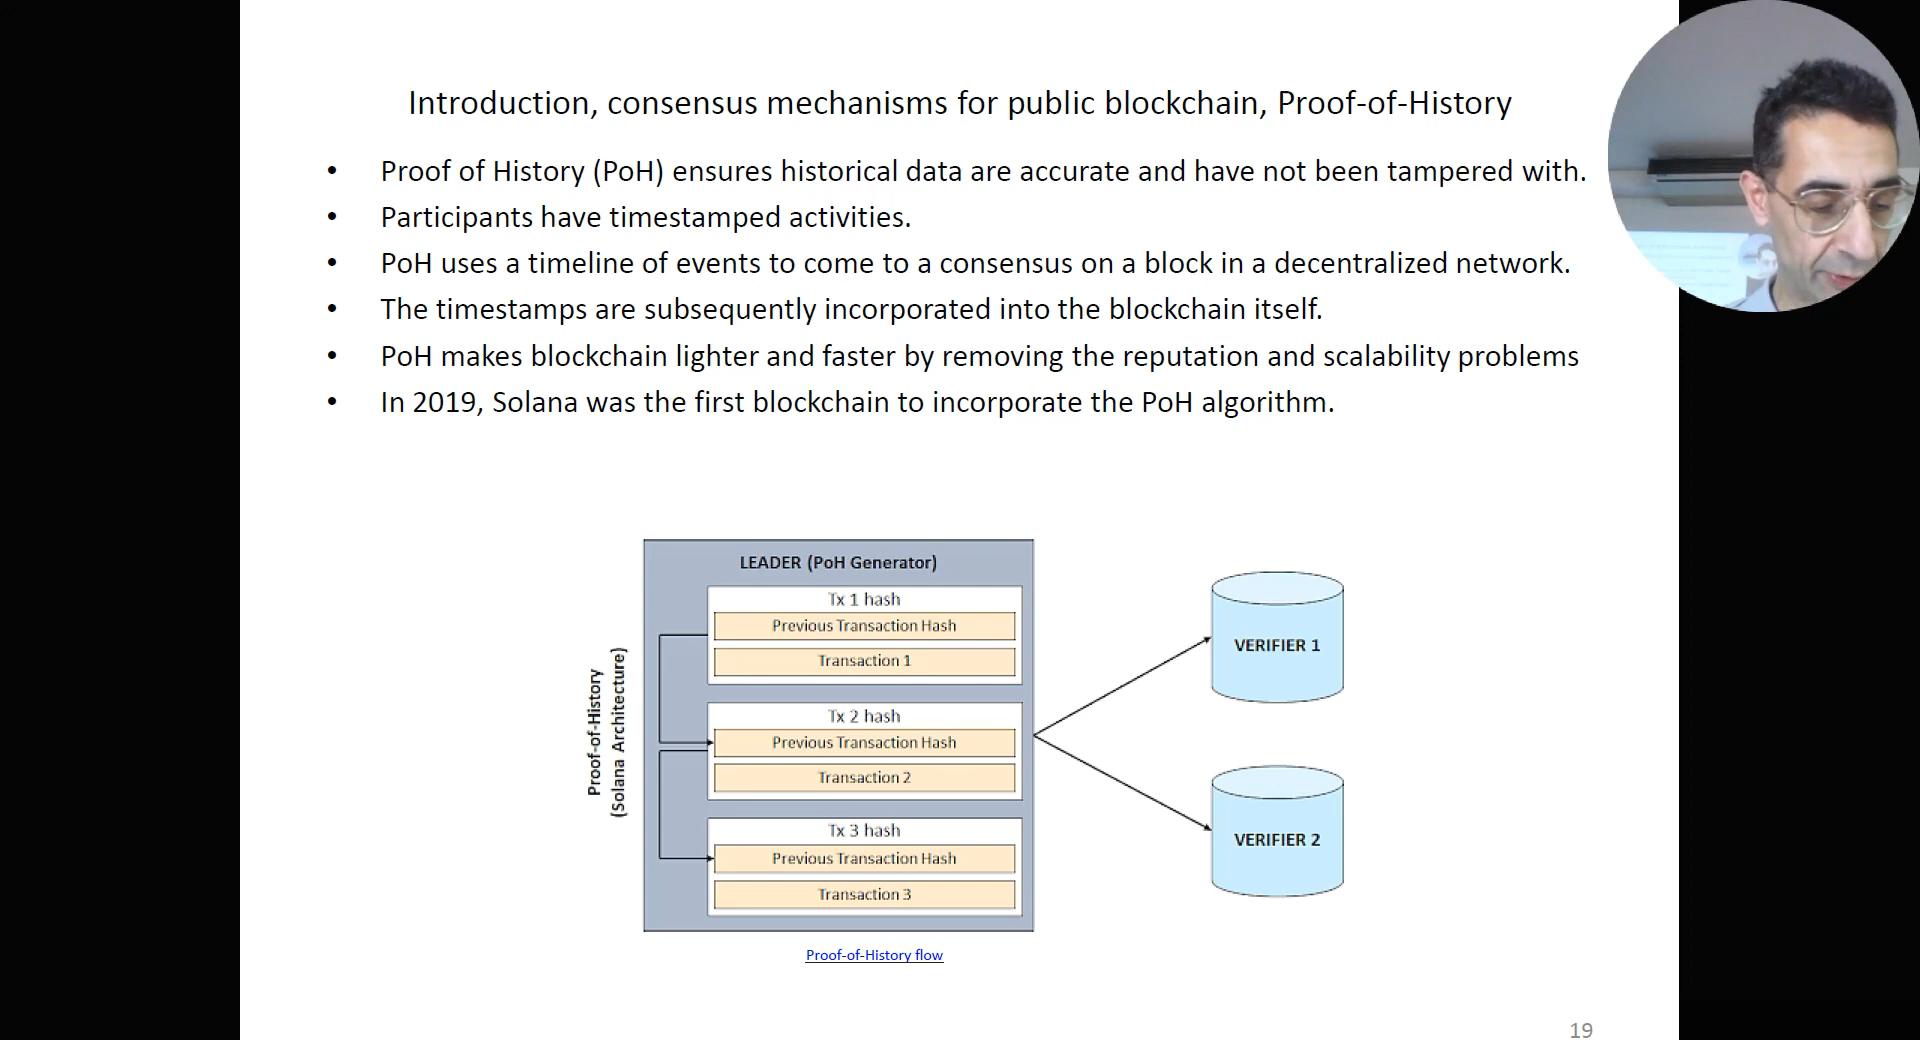 Introduction, consensus mechanisms for public blockchain, Proof-of-History
• Proof of History (PoH) ensures historical data are accurate and have not been tampered with.
• Participants have timestamped activities.
• PoH uses a timeline of events to come to a consensus on a block in a decentralized network.
• The timestamps are subsequently incorporated into the blockchain itself.
• PoH makes blockchain lighter and faster by removing the reputation and scalability problems
• In 2019, Solana was the first blockchain to incorporate the PoH algorithm.
Proof-of-History
(Solana Architecture)
LEADER (PoH Generator)
Tx 1 hash
Previous Transaction Hash
Transaction 1
Tx 2 hash
Previous Transaction Hash
Transaction 2
Tx 3 hash
Previous Transaction Hash
Transaction 3
VERIFIER 1
VERIFIER 2
Proof-of-History flow
19